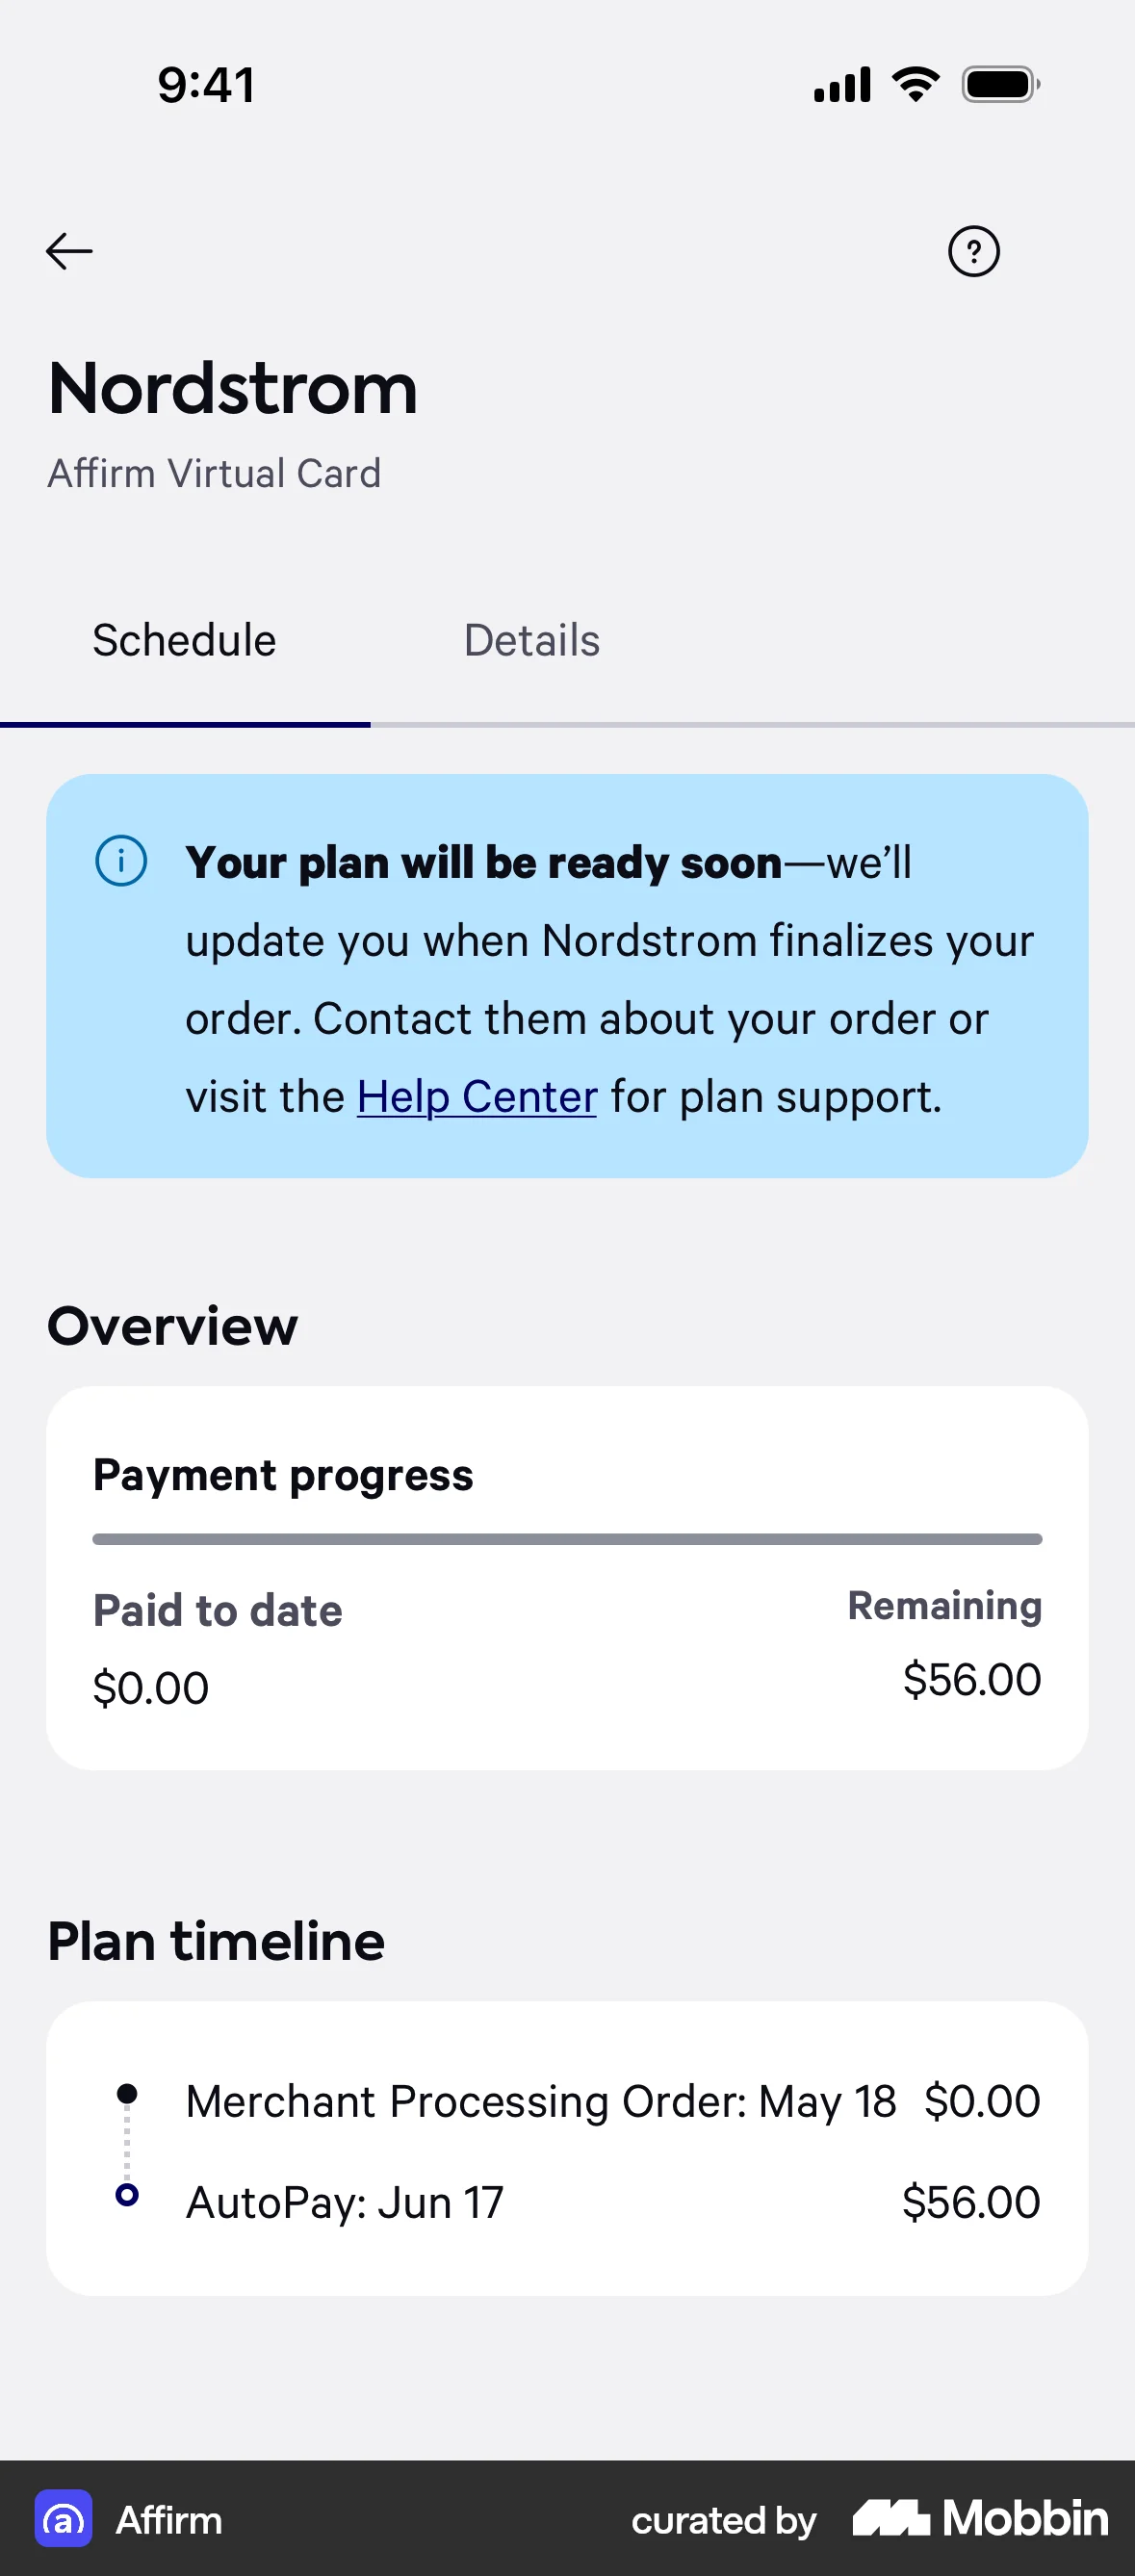 9:41
Nordstrom
Affirm Virtual Card
Schedule Details
Your plan will be ready soon—we’ll
update you when Nordstrom finalizes your
order. Contact them about your order or
visit the Help Center for plan support.
Overview
Payment progress
Paid to date Remaining
$0.00 $56.00
Plan timeline
Merchant Processing Order: May 18 $0.00
AutoPay: Jun 17 $56.00
Affirm curated by Mobbin